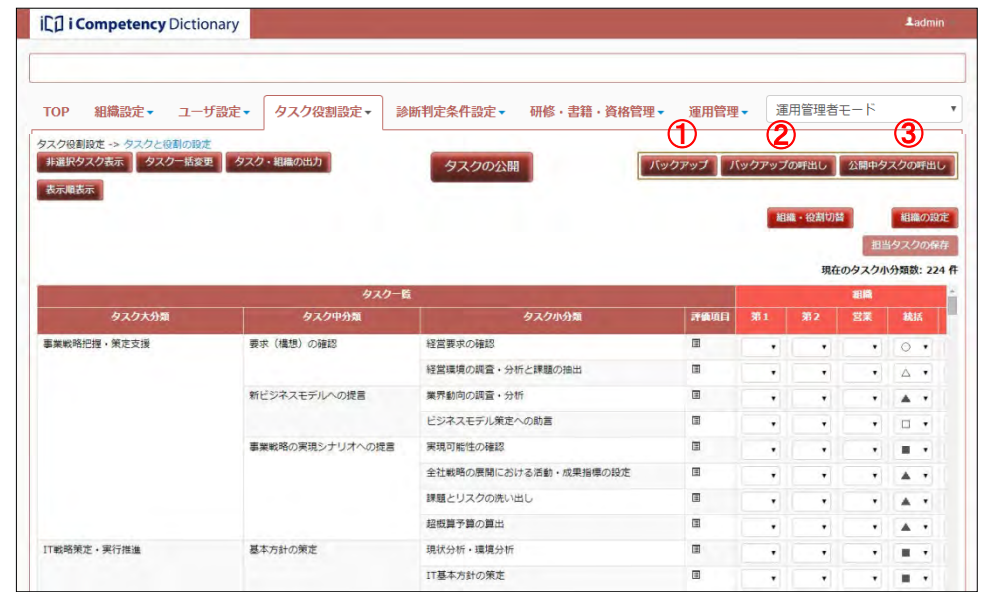 iCD i Competency Dictionary
admin
TOP 組織設定 ユーザ設定 タスク役割設定 診断判定条件設定 研修・書籍・資格管理 運用管理 運用管理者モード
① ② ③
タスク役割設定 -> タスクと役割の設定
非選択タスク表示 タスク一括変更 タスク・組織の出力 タスクの公開 バックアップ バックアップの呼出し 公開中タスクの呼出し
表示順表示
組織・役割切替 組織の設定
担当タスクの保存
現在のタスク小分類数: 224 件
タスク一覧 組織
タスク大分類 タスク中分類 タスク小分類 評価項目 第1 第2 営業 統括
事業戦略把握・策定支援 要求（構想）の確認 経営要求の確認 ○
経営環境の調査・分析と課題の抽出 △
新ビジネスモデルへの提言 業界動向の調査・分析 ▲
ビジネスモデル策定への助言 □
事業戦略の実現シナリオへの提言 実現可能性の確認 ■
全社戦略の展開における活動・成果指標の設定 ▲
課題とリスクの洗い出し ▲
超概算予算の算出 ▲
IT戦略策定・実行推進 基本方針の策定 現状分析・環境分析 ■
IT基本方針の策定 ■